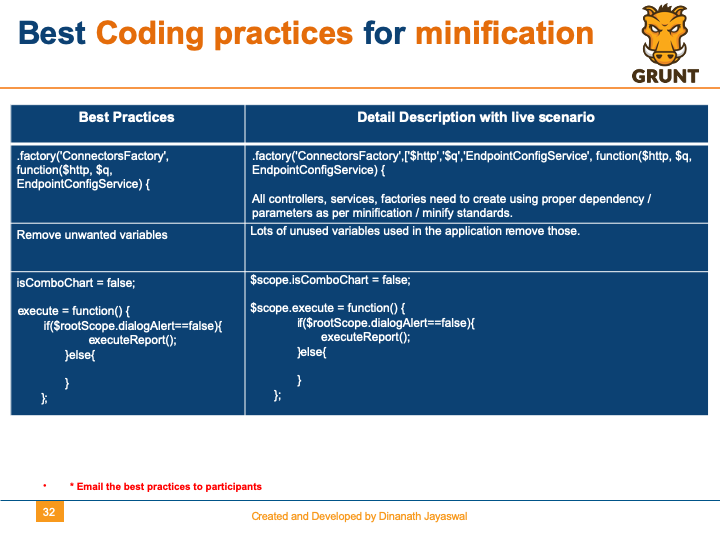 Best Coding practices for minification
GRUNT
Best Practices
Detail Description with live scenario
.factory('ConnectorsFactory',
function($http, $q,
EndpointConfigService) {
.factory('ConnectorsFactory',['$http','$q','EndpointConfigService', function($http, $q,
EndpointConfigService) {
All controllers, services, factories need to create using proper dependency /
parameters as per minification / minify standards.
Remove unwanted variables
Lots of unused variables used in the application remove those.
isComboChart = false;
execute = function() {
if($rootScope.dialogAlert==false){
executeReport();
}else{
}
};
$scope.isComboChart = false;
$scope.execute = function() {
if($rootScope.dialogAlert==false){
executeReport();
}else{
}
};
• * Email the best practices to participants
32
Created and Developed by Dinanath Jayaswal